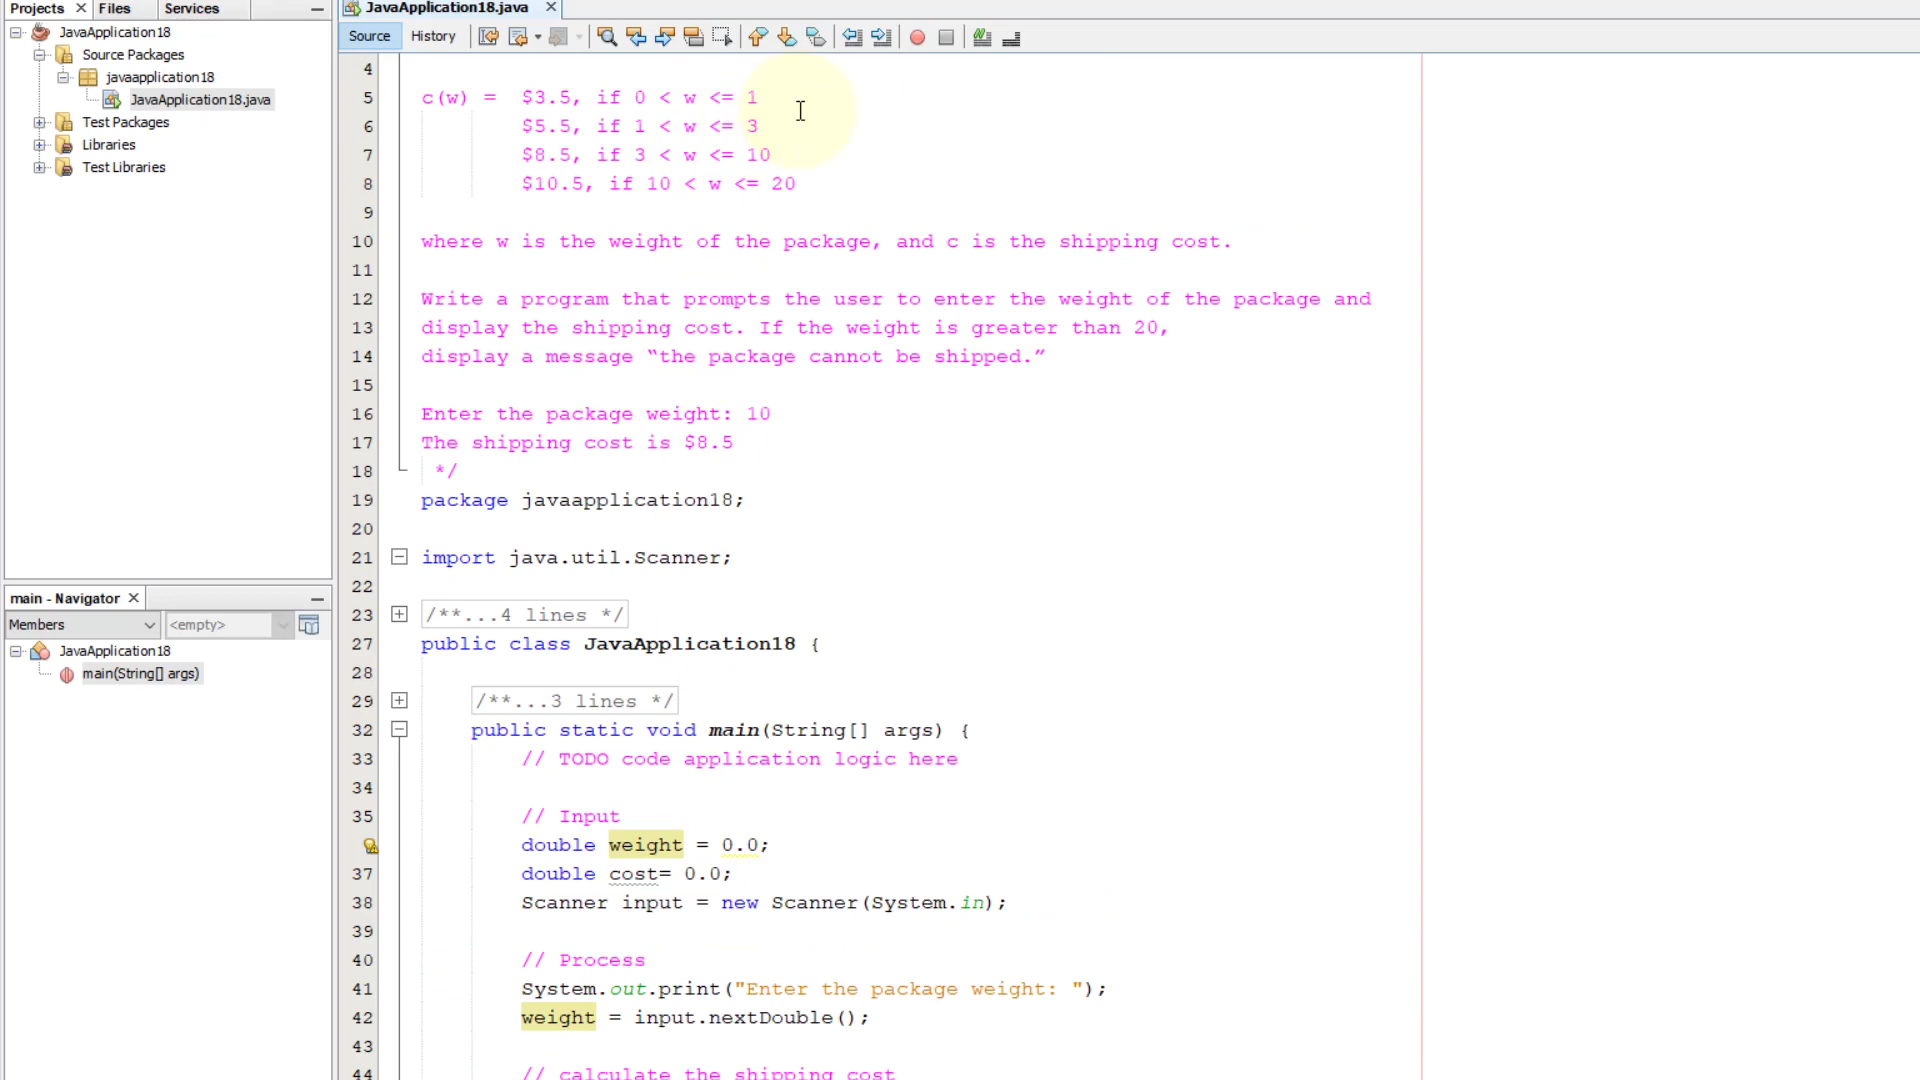 Projects
Files
Services
JavaApplication18
Source Packages
javaapplication18
JavaApplication18.java
Test Packages
Libraries
Test Libraries
main - Navigator
Members
<empty>
JavaApplication18
main(String[] args)
JavaApplication18.java
Source
History
4
5 c(w) = $3.5, if 0 < w <= 1
6 $5.5, if 1 < w <= 3
7 $8.5, if 3 < w <= 10
8 $10.5, if 10 < w <= 20
9
10 where w is the weight of the package, and c is the shipping cost.
11
12 Write a program that prompts the user to enter the weight of the package and
13 display the shipping cost. If the weight is greater than 20,
14 display a message “the package cannot be shipped.”
15
16 Enter the package weight: 10
17 The shipping cost is $8.5
18 */
19 package javaapplication18;
20
21 import java.util.Scanner;
22
23 /**...4 lines */
27 public class JavaApplication18 {
28
29 /**...3 lines */
32 public static void main(String[] args) {
33 // TODO code application logic here
34
35 // Input
double weight = 0.0;
37 double cost= 0.0;
38 Scanner input = new Scanner(System.in);
39
40 // Process
41 System.out.print("Enter the package weight: ");
42 weight = input.nextDouble();
43
44 // calculate the shipping cost